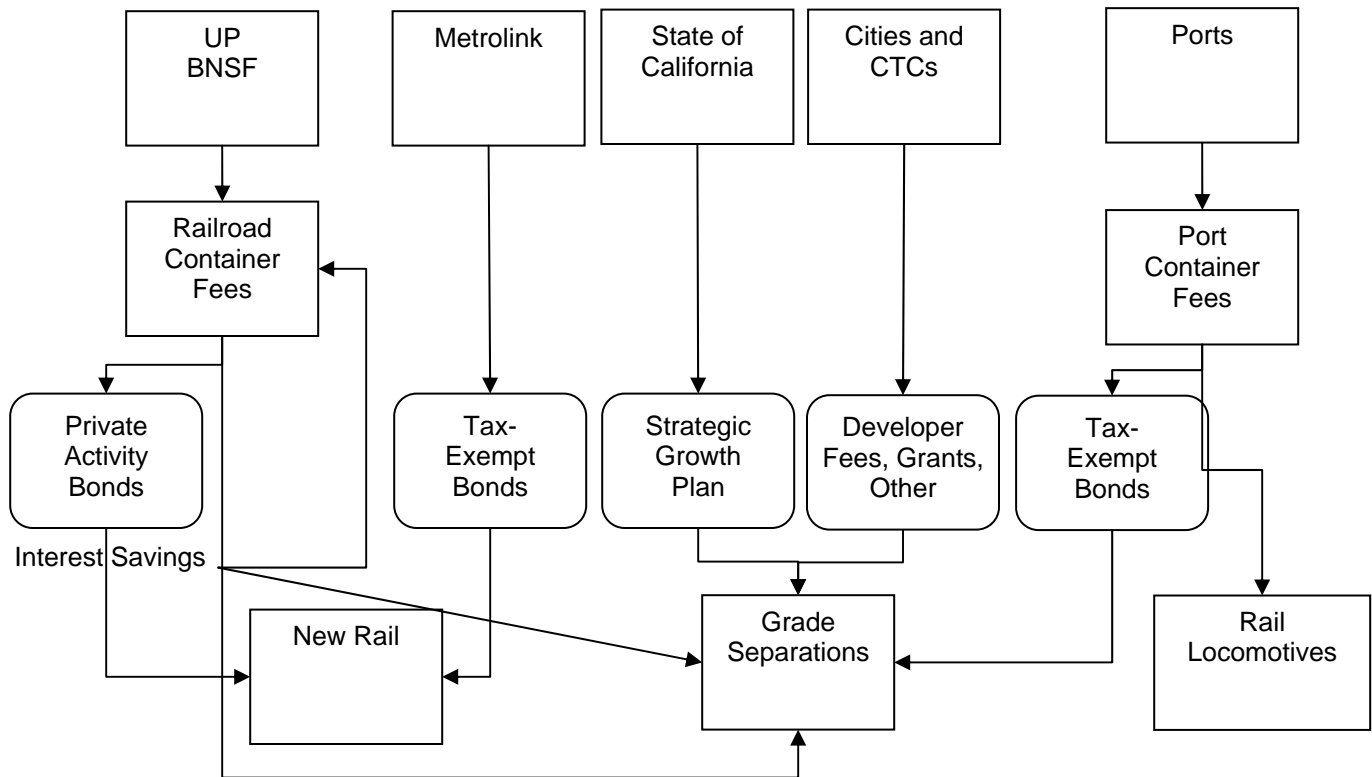 UP
BNSF
Metrolink
State of
California
Cities and
CTCs
Ports
Railroad
Container
Fees
Port
Container
Fees
Private
Activity
Bonds
Tax-
Exempt
Bonds
Strategic
Growth
Plan
Developer
Fees, Grants,
Other
Tax-
Exempt
Bonds
Interest Savings
New Rail
Grade
Separations
Rail
Locomotives